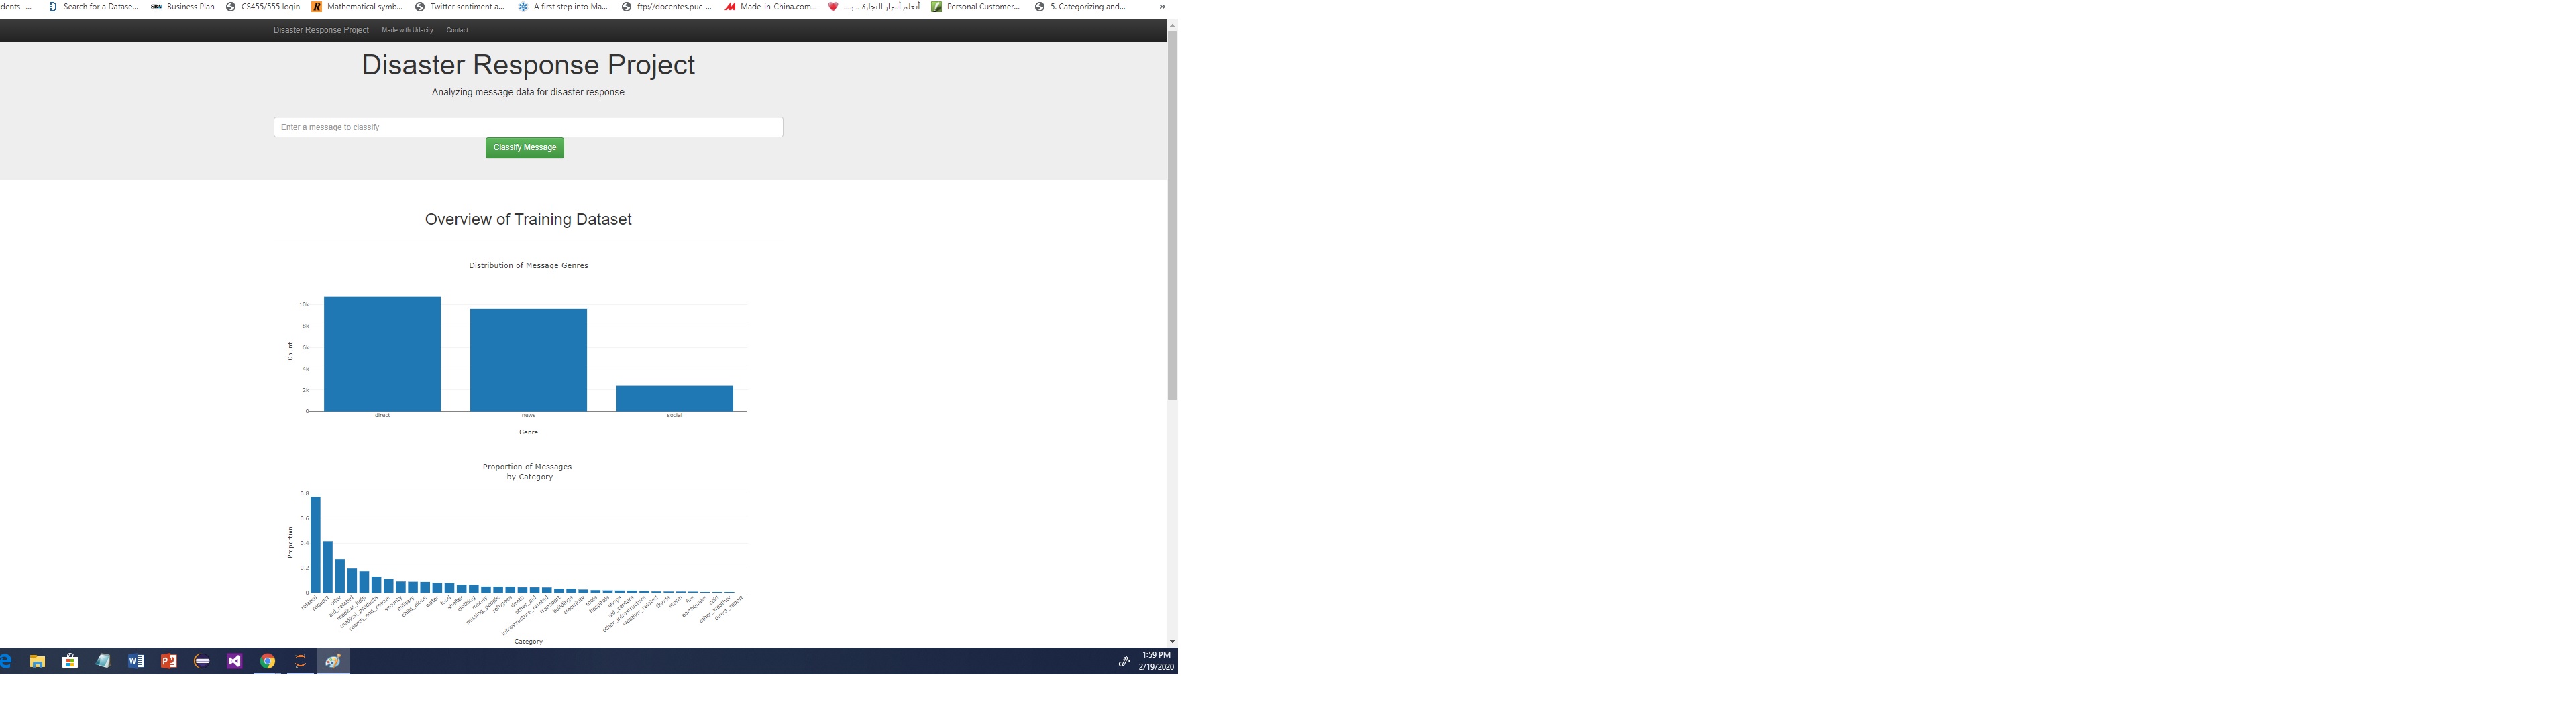 dents -... Search for a Datase... Business Plan CS455/555 login Mathematical symb... Twitter sentiment a... A first step into Ma... ftp://docentes.puc-... Made-in-China.com... أتعلم أسرار التجارة .. و... Personal Customer... 5. Categorizing and... »
Disaster Response Project Made with Udacity Contact
Disaster Response Project
Analyzing message data for disaster response
Enter a message to classify
Classify Message
Overview of Training Dataset
Distribution of Message Genres
10k
8k
6k
4k
2k
0
Count
direct news social
Genre
Proportion of Messages
by Category
0.8
0.6
0.4
0.2
0
Proportion
related request offer aid_related medical_help medical_products search_and_rescue security military child_alone water food shelter clothing money missing_people refugees death other_aid infrastructure_related transport buildings electricity tools hospitals shops aid_centers other_infrastructure weather_related floods storm fire earthquake cold other_weather direct_report
Category
1:59 PM
2/19/2020